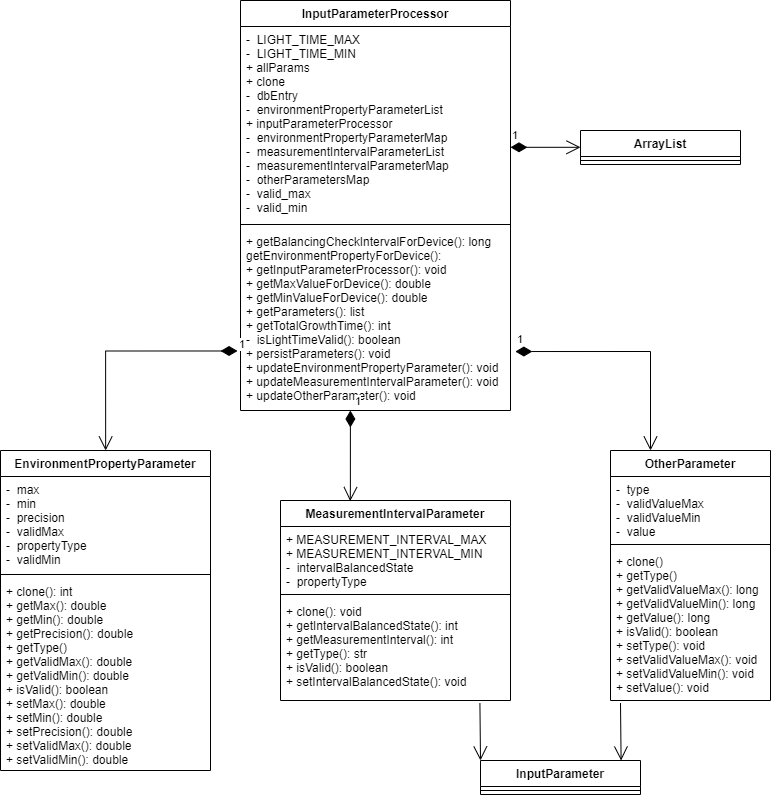 InputParameterProcessor
- LIGHT_TIME_MAX
- LIGHT_TIME_MIN
+ allParams
+ clone
- dbEntry
- environmentPropertyParameterList
+ inputParameterProcessor
- environmentPropertyParameterMap
- measurementIntervalParameterList
- measurementIntervalParameterMap
- otherParametersMap
- valid_max
- valid_min
+ getBalancingCheckIntervalForDevice(): long
getEnvironmentPropertyForDevice():
+ getInputParameterProcessor(): void
+ getMaxValueForDevice(): double
+ getMinValueForDevice(): double
+ getParameters(): list
+ getTotalGrowthTime(): int
- isLightTimeValid(): boolean
+ persistParameters(): void
+ updateEnvironmentPropertyParameter(): void
+ updateMeasurementIntervalParameter(): void
+ updateOtherParameter(): void
1
ArrayList
1
1
1
EnvironmentPropertyParameter
- max
- min
- precision
- validMax
- propertyType
- validMin
+ clone(): int
+ getMax(): double
+ getMin(): double
+ getPrecision(): double
+ getType()
+ getValidMax(): double
+ getValidMin(): double
+ isValid(): boolean
+ setMax(): double
+ setMin(): double
+ setPrecision(): double
+ setValidMax(): double
+ setValidMin(): double
MeasurementIntervalParameter
+ MEASUREMENT_INTERVAL_MAX
+ MEASUREMENT_INTERVAL_MIN
- intervalBalancedState
- propertyType
+ clone(): void
+ getIntervalBalancedState(): int
+ getMeasurementInterval(): int
+ getType(): str
+ isValid(): boolean
+ setIntervalBalancedState(): void
OtherParameter
- type
- validValueMax
- validValueMin
- value
+ clone()
+ getType()
+ getValidValueMax(): long
+ getValidValueMin(): long
+ getValue(): long
+ isValid(): boolean
+ setType(): void
+ setValidValueMax(): void
+ setValidValueMin(): void
+ setValue(): void
InputParameter